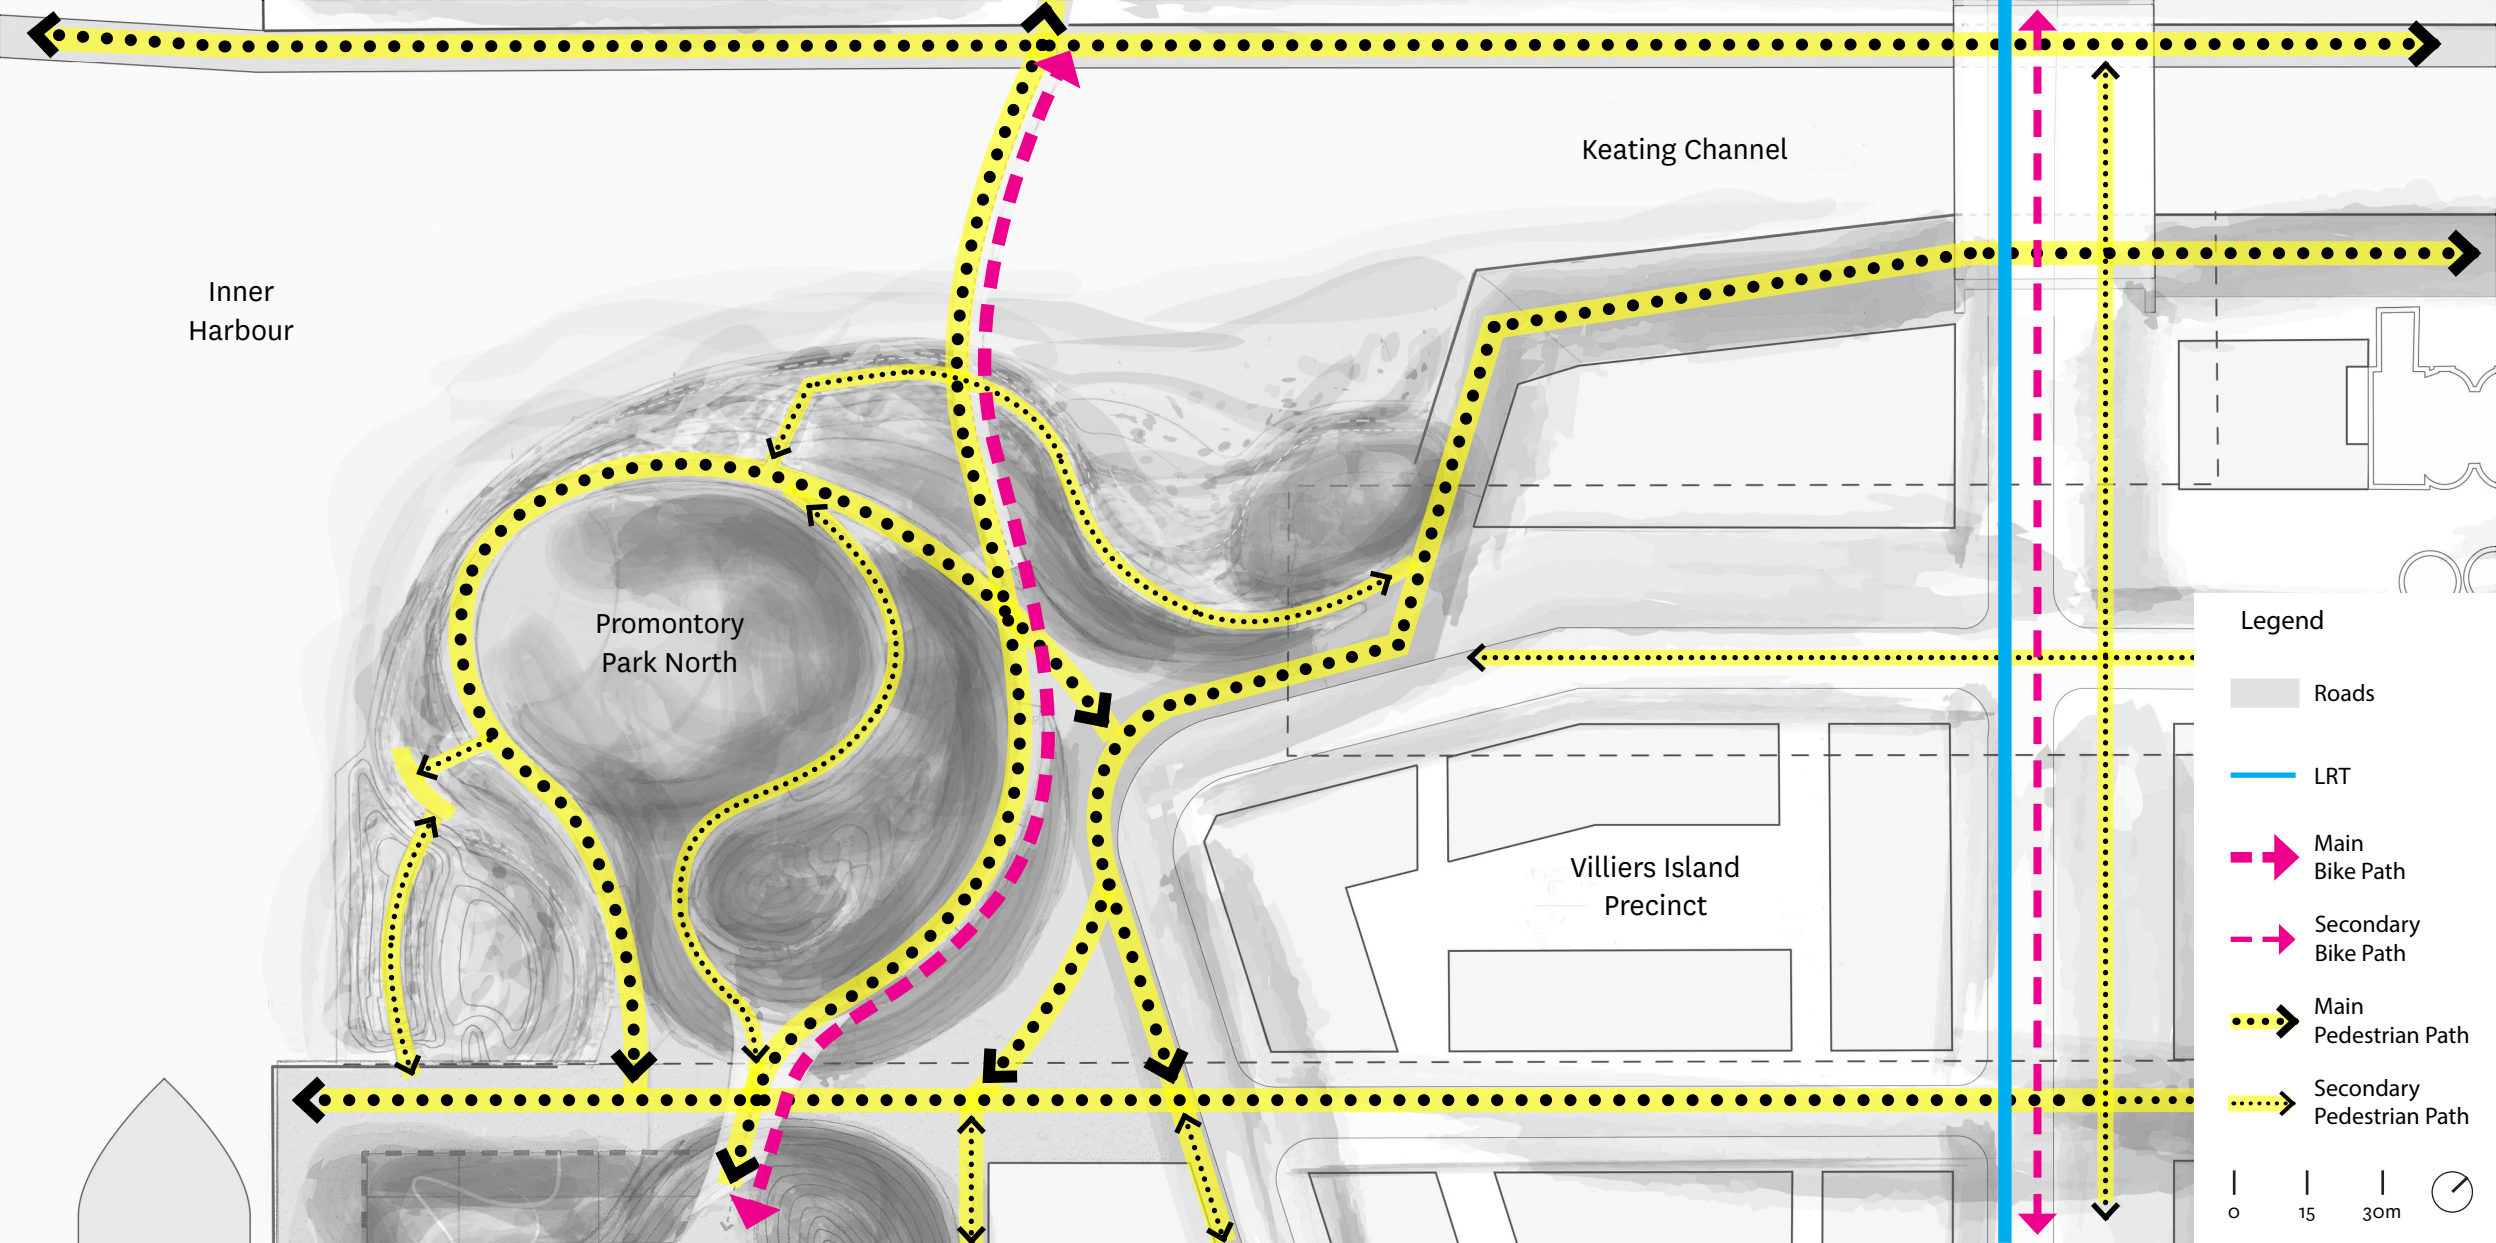 Keating Channel
Inner
Harbour
Promontory
Park North
Villiers Island
Precinct
Legend
Roads
LRT
Main
Bike Path
Secondary
Bike Path
Main
Pedestrian Path
Secondary
Pedestrian Path
0 15 30m